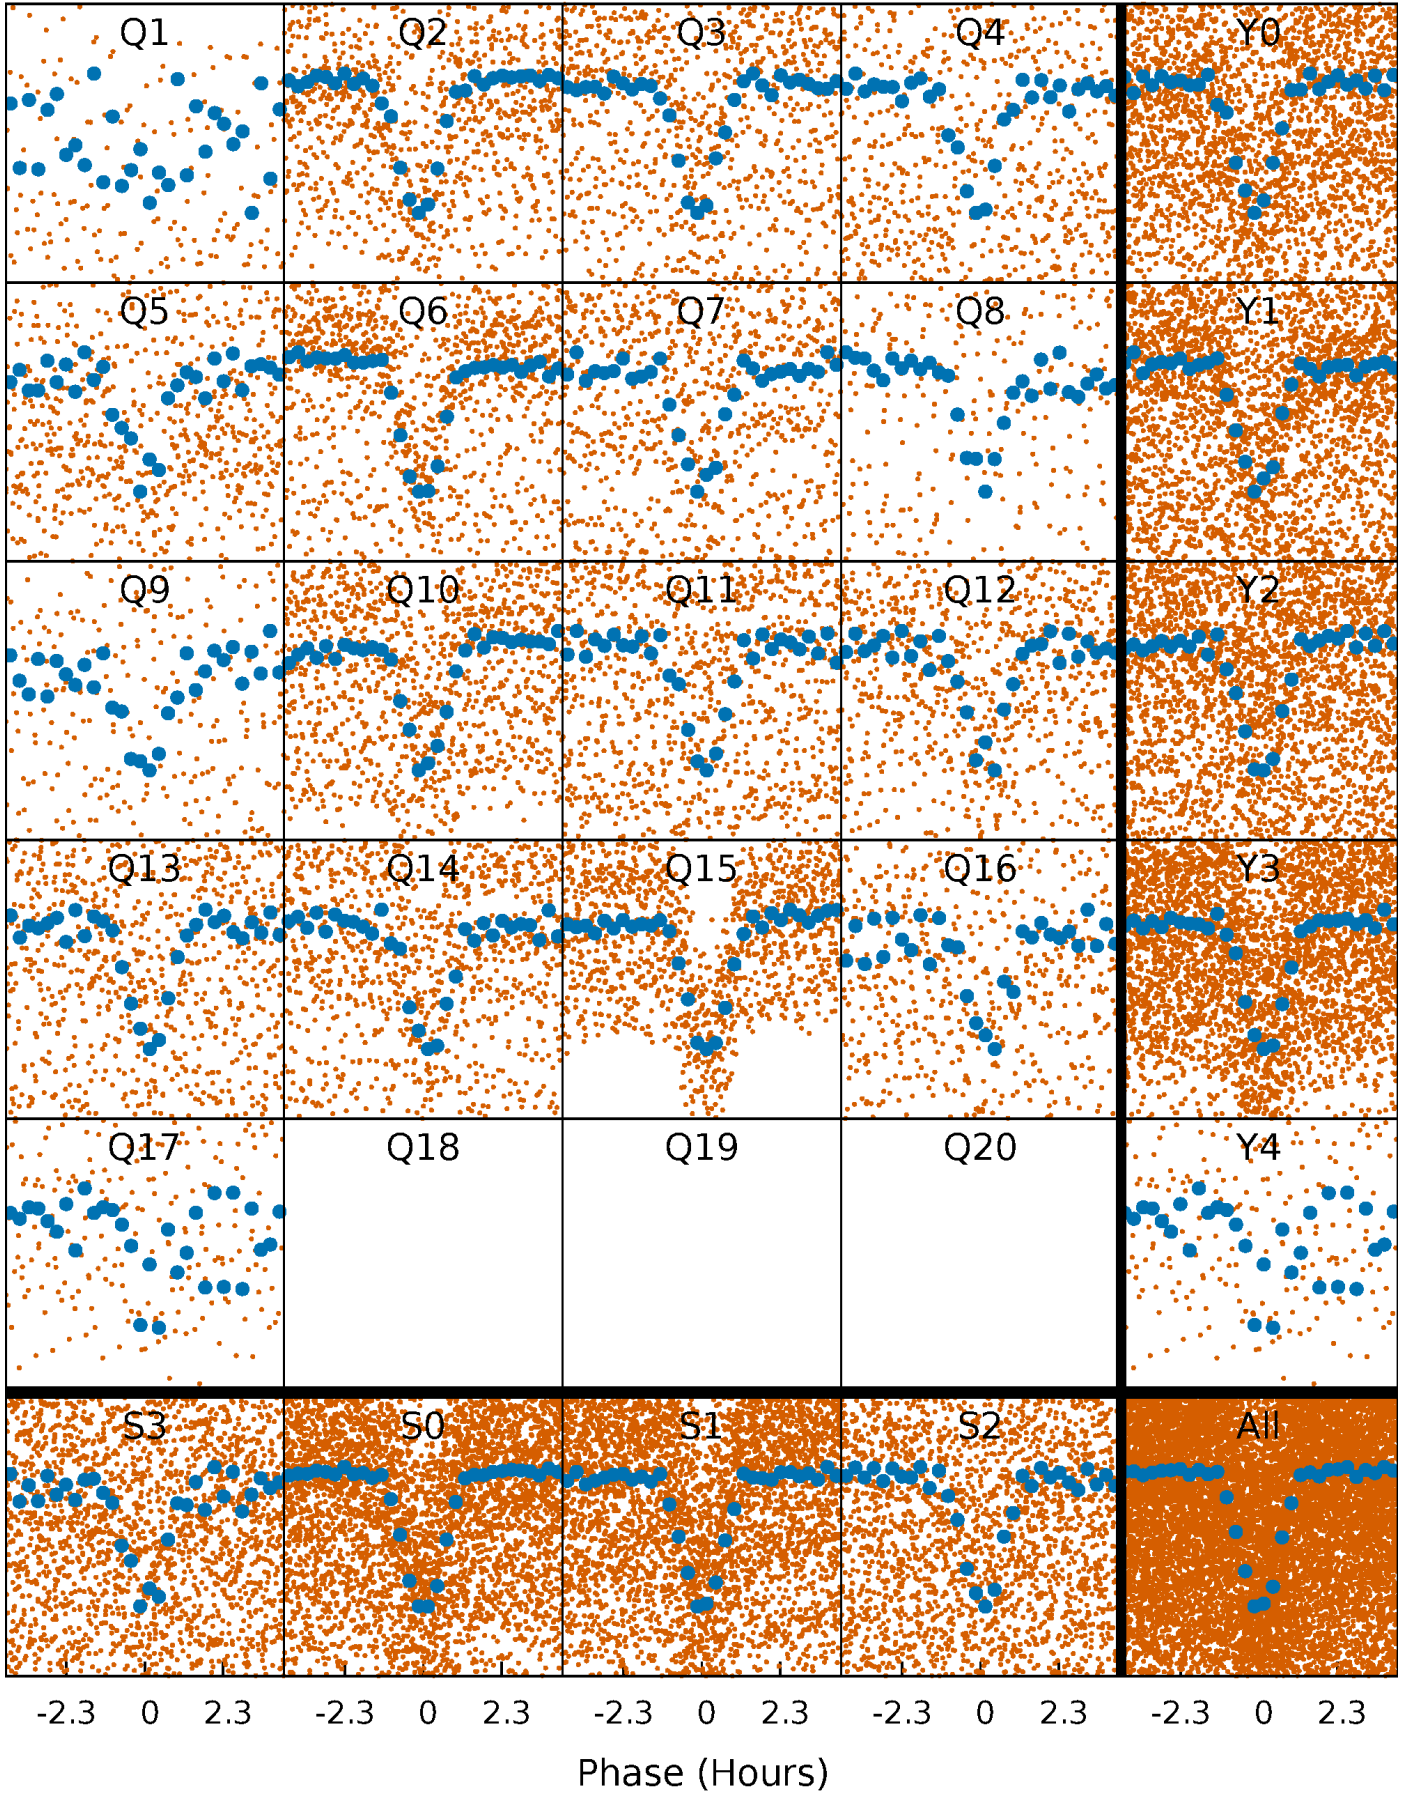 Q1 Q2 Q3 Q4 Y0
Q5 Q6 Q7 Q8 Y1
Q9 Q10 Q11 Q12 Y2
Q13 Q14 Q15 Q16 Y3
Q17 Q18 Q19 Q20 Y4
S3 S0 S1 S2 All
-2.3 0 2.3 -2.3 0 2.3 -2.3 0 2.3 -2.3 0 2.3 -2.3 0 2.3
Phase (Hours)